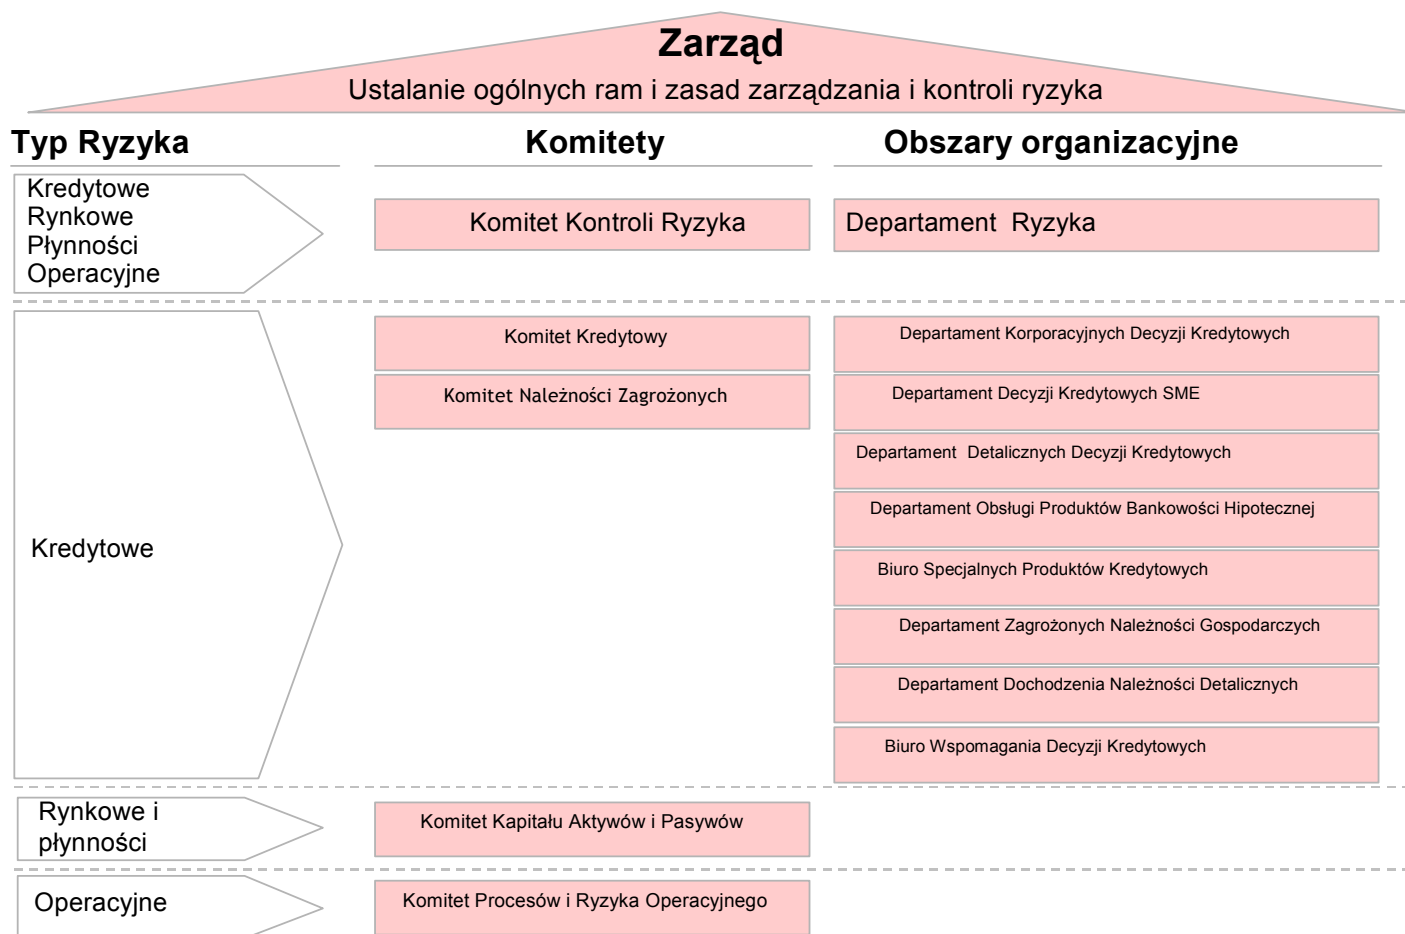 Zarząd
Ustalanie ogólnych ram i zasad zarządzania i kontroli ryzyka
Typ Ryzyka
Komitety
Obszary organizacyjne
Kredytowe
Rynkowe
Płynności
Operacyjne
Komitet Kontroli Ryzyka
Departament Ryzyka
Kredytowe
Komitet Kredytowy
Komitet Należności Zagrożonych
Departament Korporacyjnych Decyzji Kredytowych
Departament Decyzji Kredytowych SME
Departament Detalicznych Decyzji Kredytowych
Departament Obsługi Produktów Bankowości Hipotecznej
Biuro Specjalnych Produktów Kredytowych
Departament Zagrożonych Należności Gospodarczych
Departament Dochodzenia Należności Detalicznych
Biuro Wspomagania Decyzji Kredytowych
Rynkowe i
płynności
Komitet Kapitału Aktywów i Pasywów
Operacyjne
Komitet Procesów i Ryzyka Operacyjnego